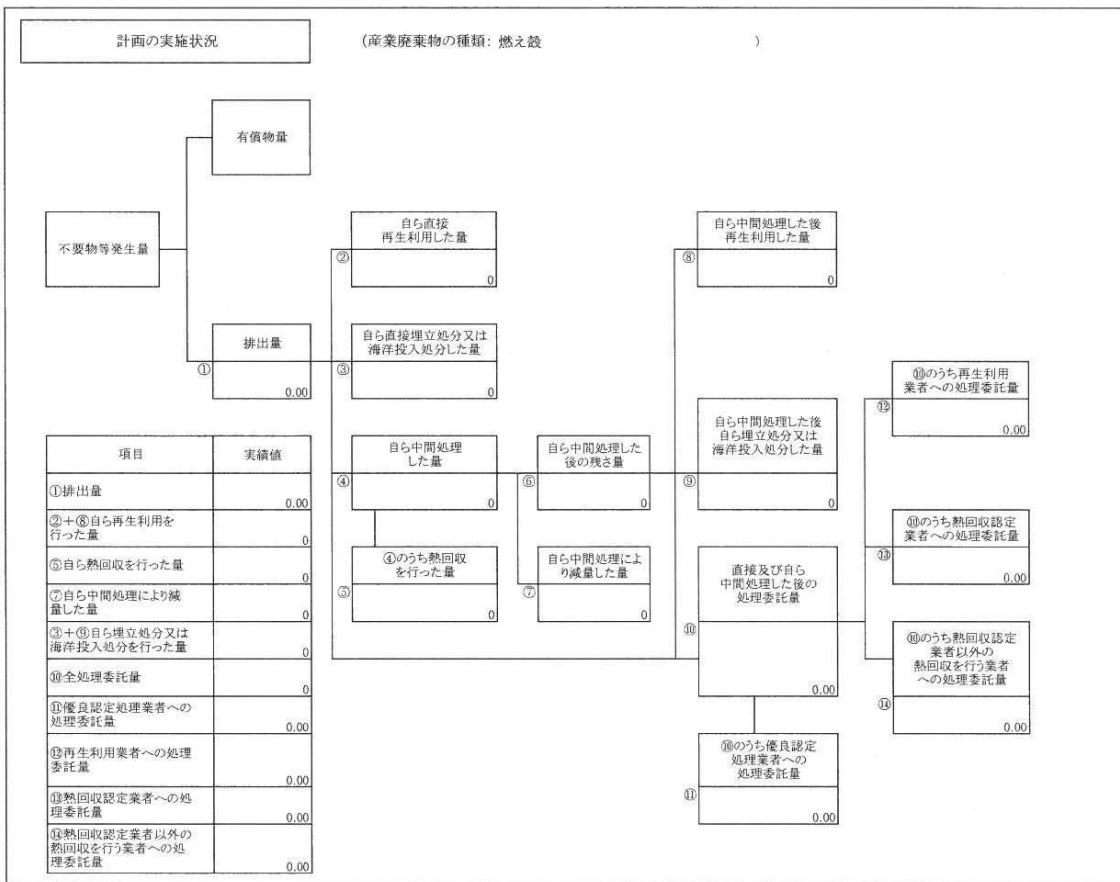 計画の実施状況
(産業廃棄物の種類: 燃え殻 )
有償物量
不要物等発生量
排出量
①
0.00
自ら直接
再生利用した量
②
0
自ら直接埋立処分又は
海洋投入処分した量
③
0
自ら中間処理
した量
④
0
④のうち熱回収
を行った量
⑤
0
自ら中間処理した
後の残さ量
⑥
0
自ら中間処理によ
り減量した量
⑦
0
自ら中間処理した後
再生利用した量
⑧
0
自ら中間処理した後
自ら埋立処分又は
海洋投入処分した量
⑨
0
直接及び自ら
中間処理した後の
処理委託量
⑩
0.00
⑩のうち優良認定
処理業者への
処理委託量
⑪
0.00
⑩のうち再生利用
業者への処理委託量
⑫
0.00
⑩のうち熱回収認定
業者への処理委託量
⑬
0.00
⑩のうち熱回収認定
業者以外の
熱回収を行う業者
への処理委託量
⑭
0.00
項目
実績値
①排出量
0.00
②+⑧自ら再生利用を
行った量
0
⑤自ら熱回収を行った量
0
⑦自ら中間処理により減
量した量
0
③+⑨自ら埋立処分又は
海洋投入処分を行った量
0
⑩全処理委託量
0
⑪優良認定処理業者への
処理委託量
0.00
⑫再生利用業者への処理
委託量
0.00
⑬熱回収認定業者への処
理委託量
0.00
⑭熱回収認定業者以外の
熱回収を行う業者への処
理委託量
0.00